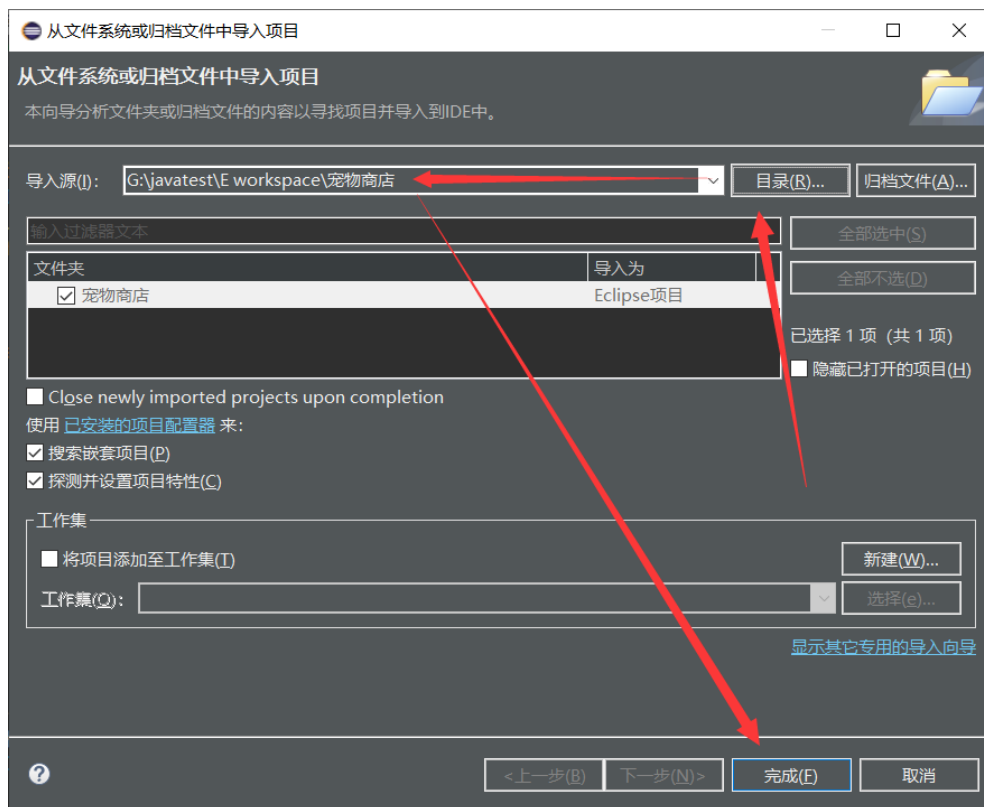 从文件系统或归档文件中导入项目
从文件系统或归档文件中导入项目
本向导分析文件夹或归档文件的内容以寻找项目并导入到IDE中。
导入源(I): G:\javatest\E workspace\宠物商店 目录(R)... 归档文件(A)...
输入过滤器文本 全部选中(S)
文件夹 导入为
全部不选(D)
宠物商店 Eclipse项目
已选择 1 项（共 1 项)
隐藏已打开的项目(H)
Close newly imported projects upon completion
使用 已安装的项目配置器 来:
搜索嵌套项目(P)
探测并设置项目特性(C)
工作集
将项目添加至工作集(T) 新建(W)...
工作集(O): 选择(e)...
显示其它专用的导入向导
? <上一步(B) 下一步(N)> 完成(F) 取消